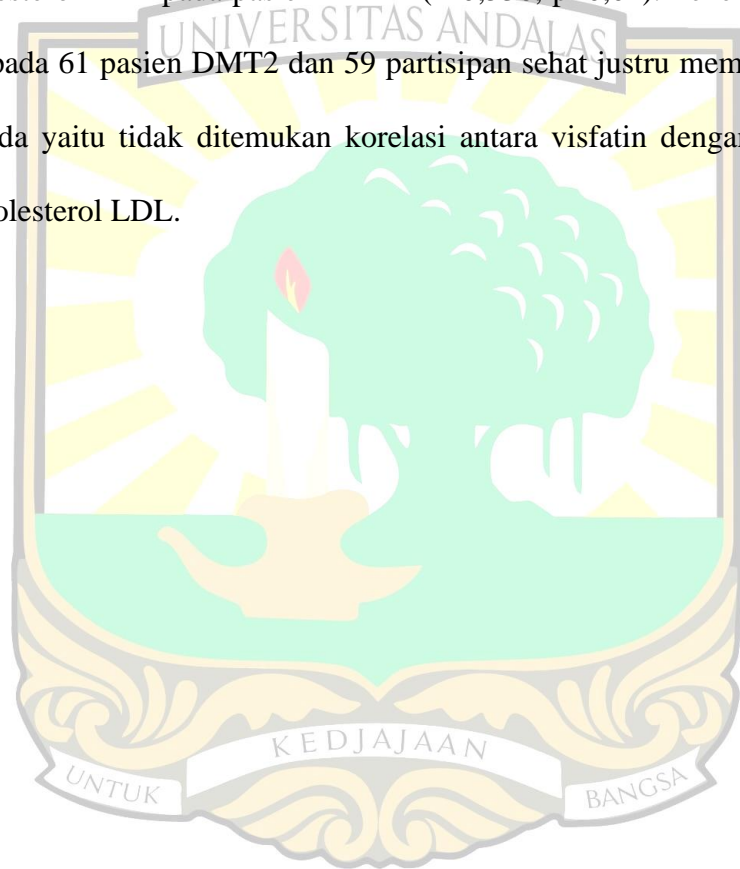 UNIVERSITAS ANDALAS
pada 61 pasien DMT2 dan 59 partisipan sehat justru mem
da yaitu tidak ditemukan korelasi antara visfatin dengan
olesterol LDL.
KEDJAJAAN
UNTUK
BANGSA